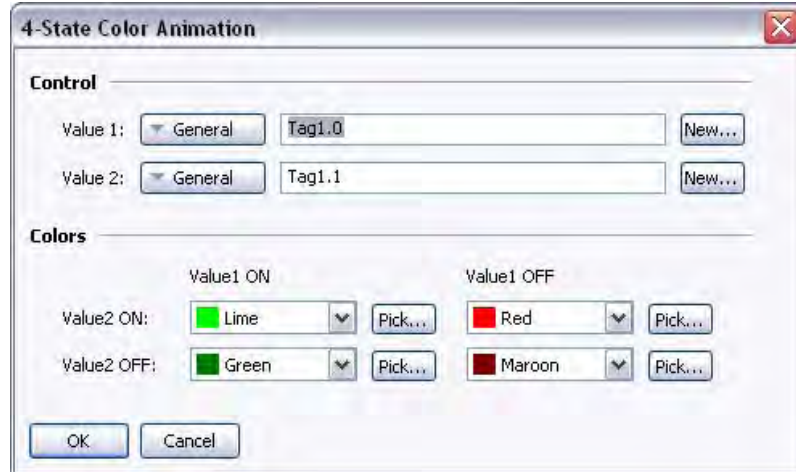 4-State Color Animation
Control
Value 1: General Tag1.0 New...
Value 2: General Tag1.1 New...
Colors
Value1 ON Value1 OFF
Value2 ON: Lime Pick... Red Pick...
Value2 OFF: Green Pick... Maroon Pick...
OK Cancel